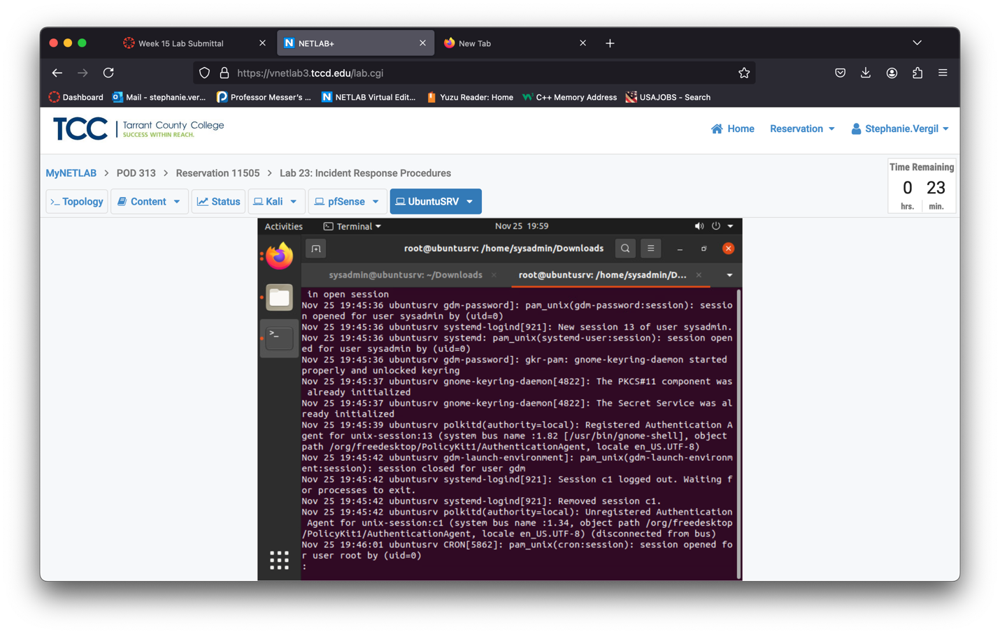 Week 15 Lab Submittal
NETLAB+
New Tab
https://vnetlab3.tccd.edu/lab.cgi
Dashboard
Mail - stephanie.ver...
Professor Messer's ...
NETLAB Virtual Edit...
Yuzu Reader: Home
C++ Memory Address
USAJOBS - Search
TCC
Tarrant County College
SUCCESS WITHIN REACH.
Home
Reservation
Stephanie.Vergil
MyNETLAB > POD 313 > Reservation 11505 > Lab 23: Incident Response Procedures
Time Remaining
0 23
hrs. min.
>_ Topology
Content
Status
Kali
pfSense
UbuntuSRV
Activities
Terminal
Nov 25 19:59
root@ubuntusrv: /home/sysadmin/Downloads
sysadmin@ubuntusrv: ~/Downloads
root@ubuntusrv: /home/sysadmin/D...
in open session
Nov 25 19:45:36 ubuntusrv gdm-password]: pam_unix(gdm-password:session): sessio
n opened for user sysadmin by (uid=0)
Nov 25 19:45:36 ubuntusrv systemd-logind[921]: New session 13 of user sysadmin.
Nov 25 19:45:36 ubuntusrv systemd: pam_unix(systemd-user:session): session open
ed for user sysadmin by (uid=0)
Nov 25 19:45:36 ubuntusrv gdm-password]: gkr-pam: gnome-keyring-daemon started
properly and unlocked keyring
Nov 25 19:45:37 ubuntusrv gnome-keyring-daemon[4822]: The PKCS#11 component was
already initialized
Nov 25 19:45:37 ubuntusrv gnome-keyring-daemon[4822]: The Secret Service was al
ready initialized
Nov 25 19:45:39 ubuntusrv polkitd(authority=local): Registered Authentication A
gent for unix-session:13 (system bus name :1.82 [/usr/bin/gnome-shell], object
path /org/freedesktop/PolicyKit1/AuthenticationAgent, locale en_US.UTF-8)
Nov 25 19:45:42 ubuntusrv gdm-launch-environment]: pam_unix(gdm-launch-environm
ent:session): session closed for user gdm
Nov 25 19:45:42 ubuntusrv systemd-logind[921]: Session c1 logged out. Waiting f
or processes to exit.
Nov 25 19:45:42 ubuntusrv systemd-logind[921]: Removed session c1.
Nov 25 19:45:42 ubuntusrv polkitd(authority=local): Unregistered Authentication
Agent for unix-session:c1 (system bus name :1.34, object path /org/freedesktop
/PolicyKit1/AuthenticationAgent, locale en_US.UTF-8) (disconnected from bus)
Nov 25 19:46:01 ubuntusrv CRON[5862]: pam_unix(cron:session): session opened fo
r user root by (uid=0)
: